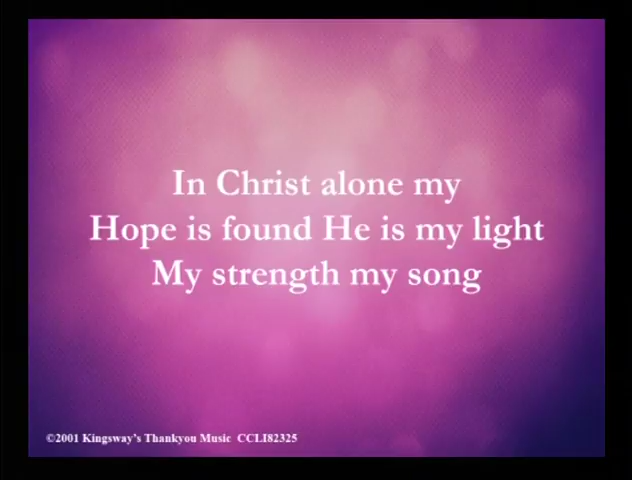 In Christ alone my
Hope is found He is my light
My strength my song
©2001 Kingsway's Thankyou Music CCLI82325